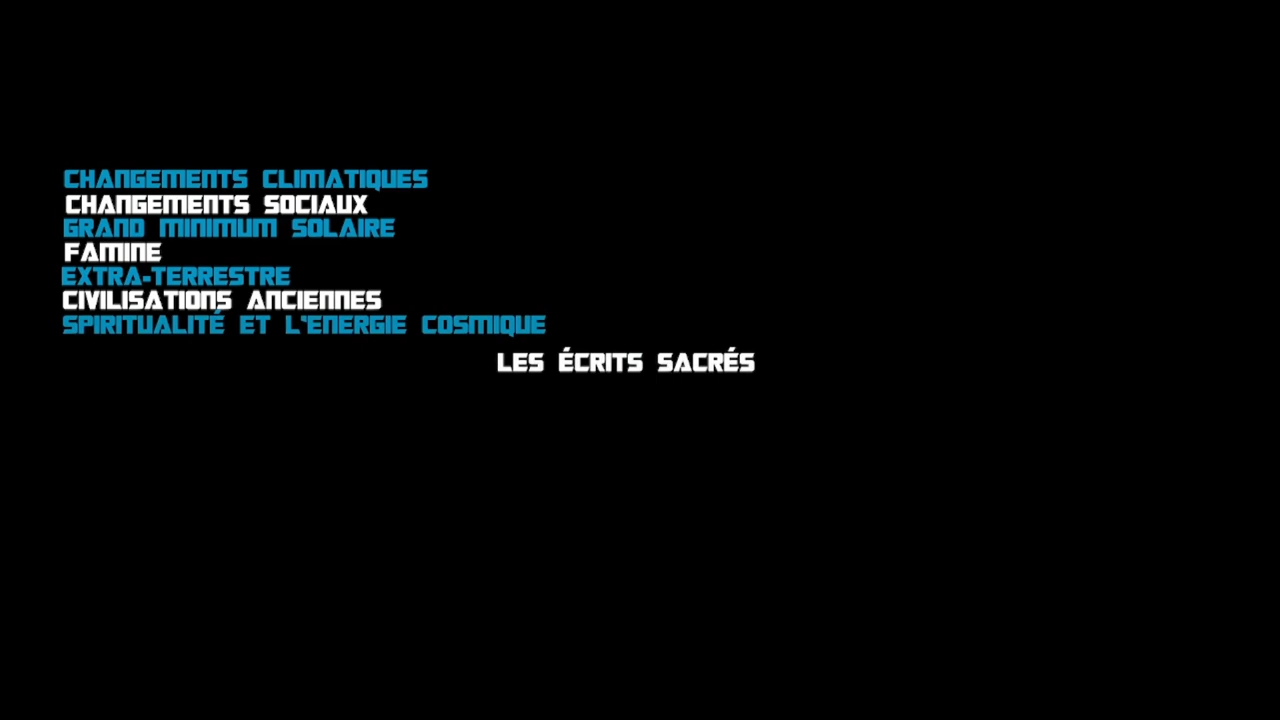 CHANGEMENTS CLIMATIQUES
CHANGEMENTS SOCIAUX
GRAND MINIMUM SOLAIRE
FAMINE
EXTRA-TERRESTRE
CIVILISATIONS ANCIENNES
SPIRITUALITÉ ET L'ENERGIE COSMIQUE
LES ÉCRITS SACRÉS